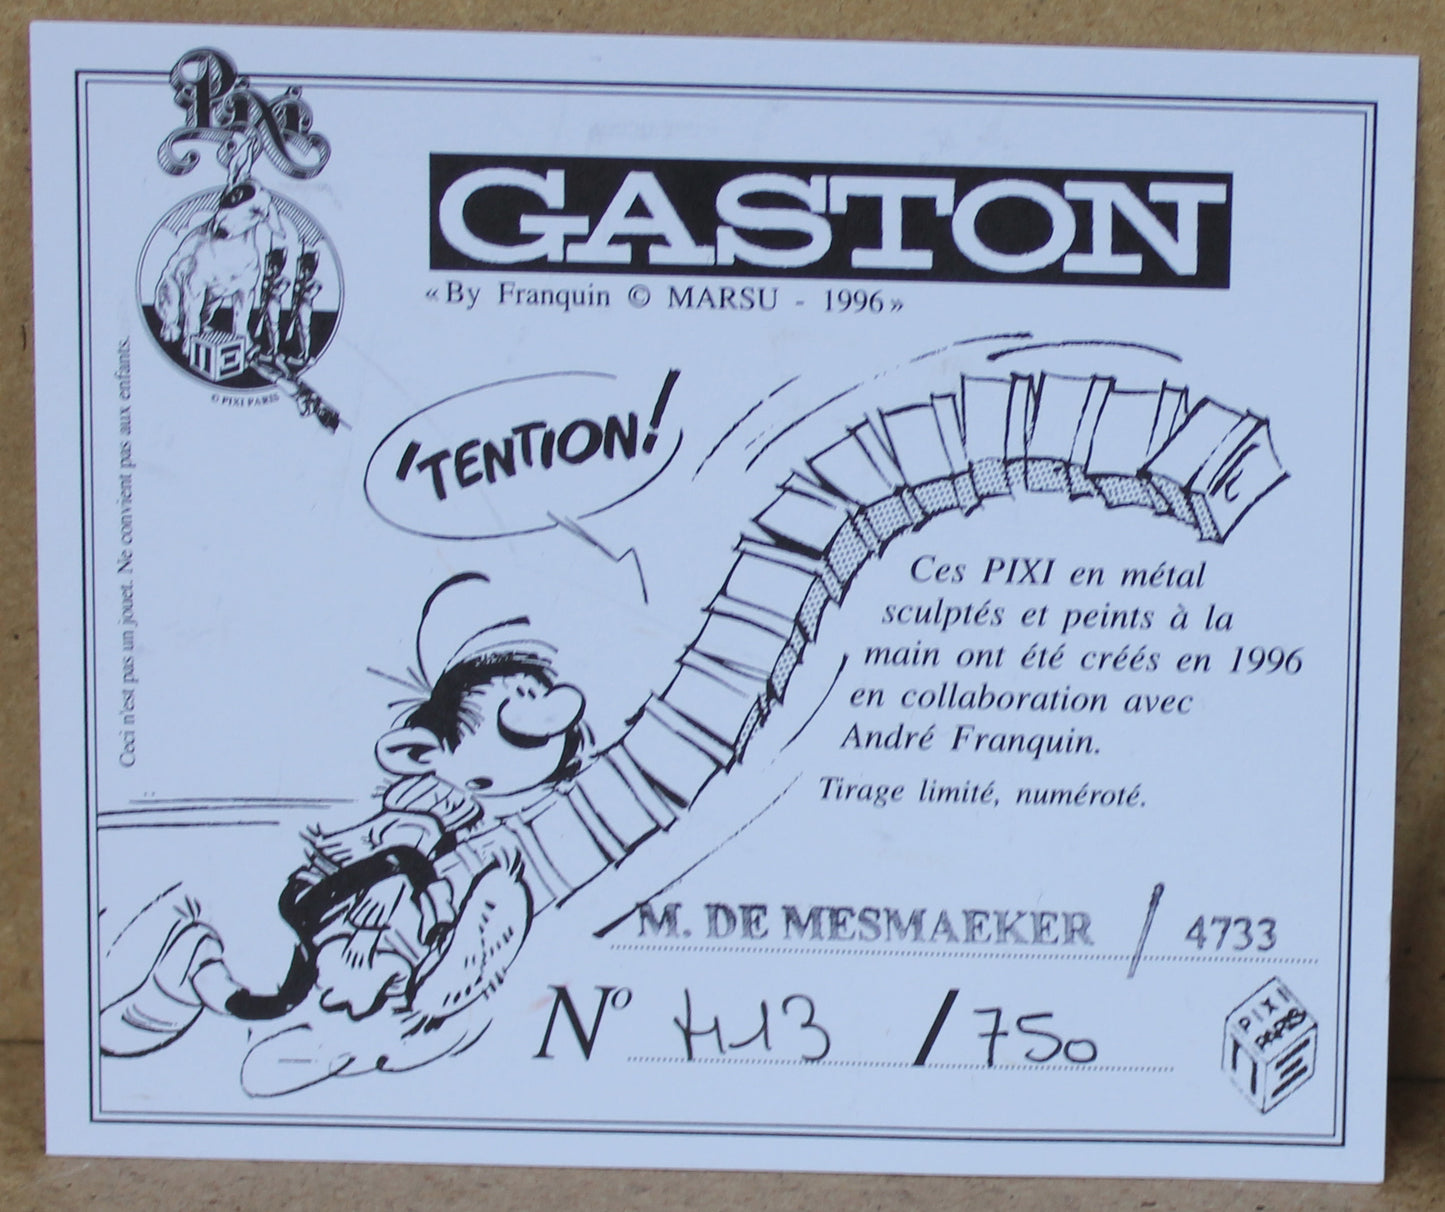 Pixi
© PIXI PARIS
GASTON
«By Franquin © MARSU - 1996»
'TENTION!
Ceci n'est pas un jouet. Ne convient pas aux enfants.
Ces PIXI en métal
sculptés et peints à la
main ont été créés en 1996
en collaboration avec
André Franquin.
Tirage limité, numéroté.
M. DE MESMAEKER / 4733
N° 413 / 750
PIXI
PARIS